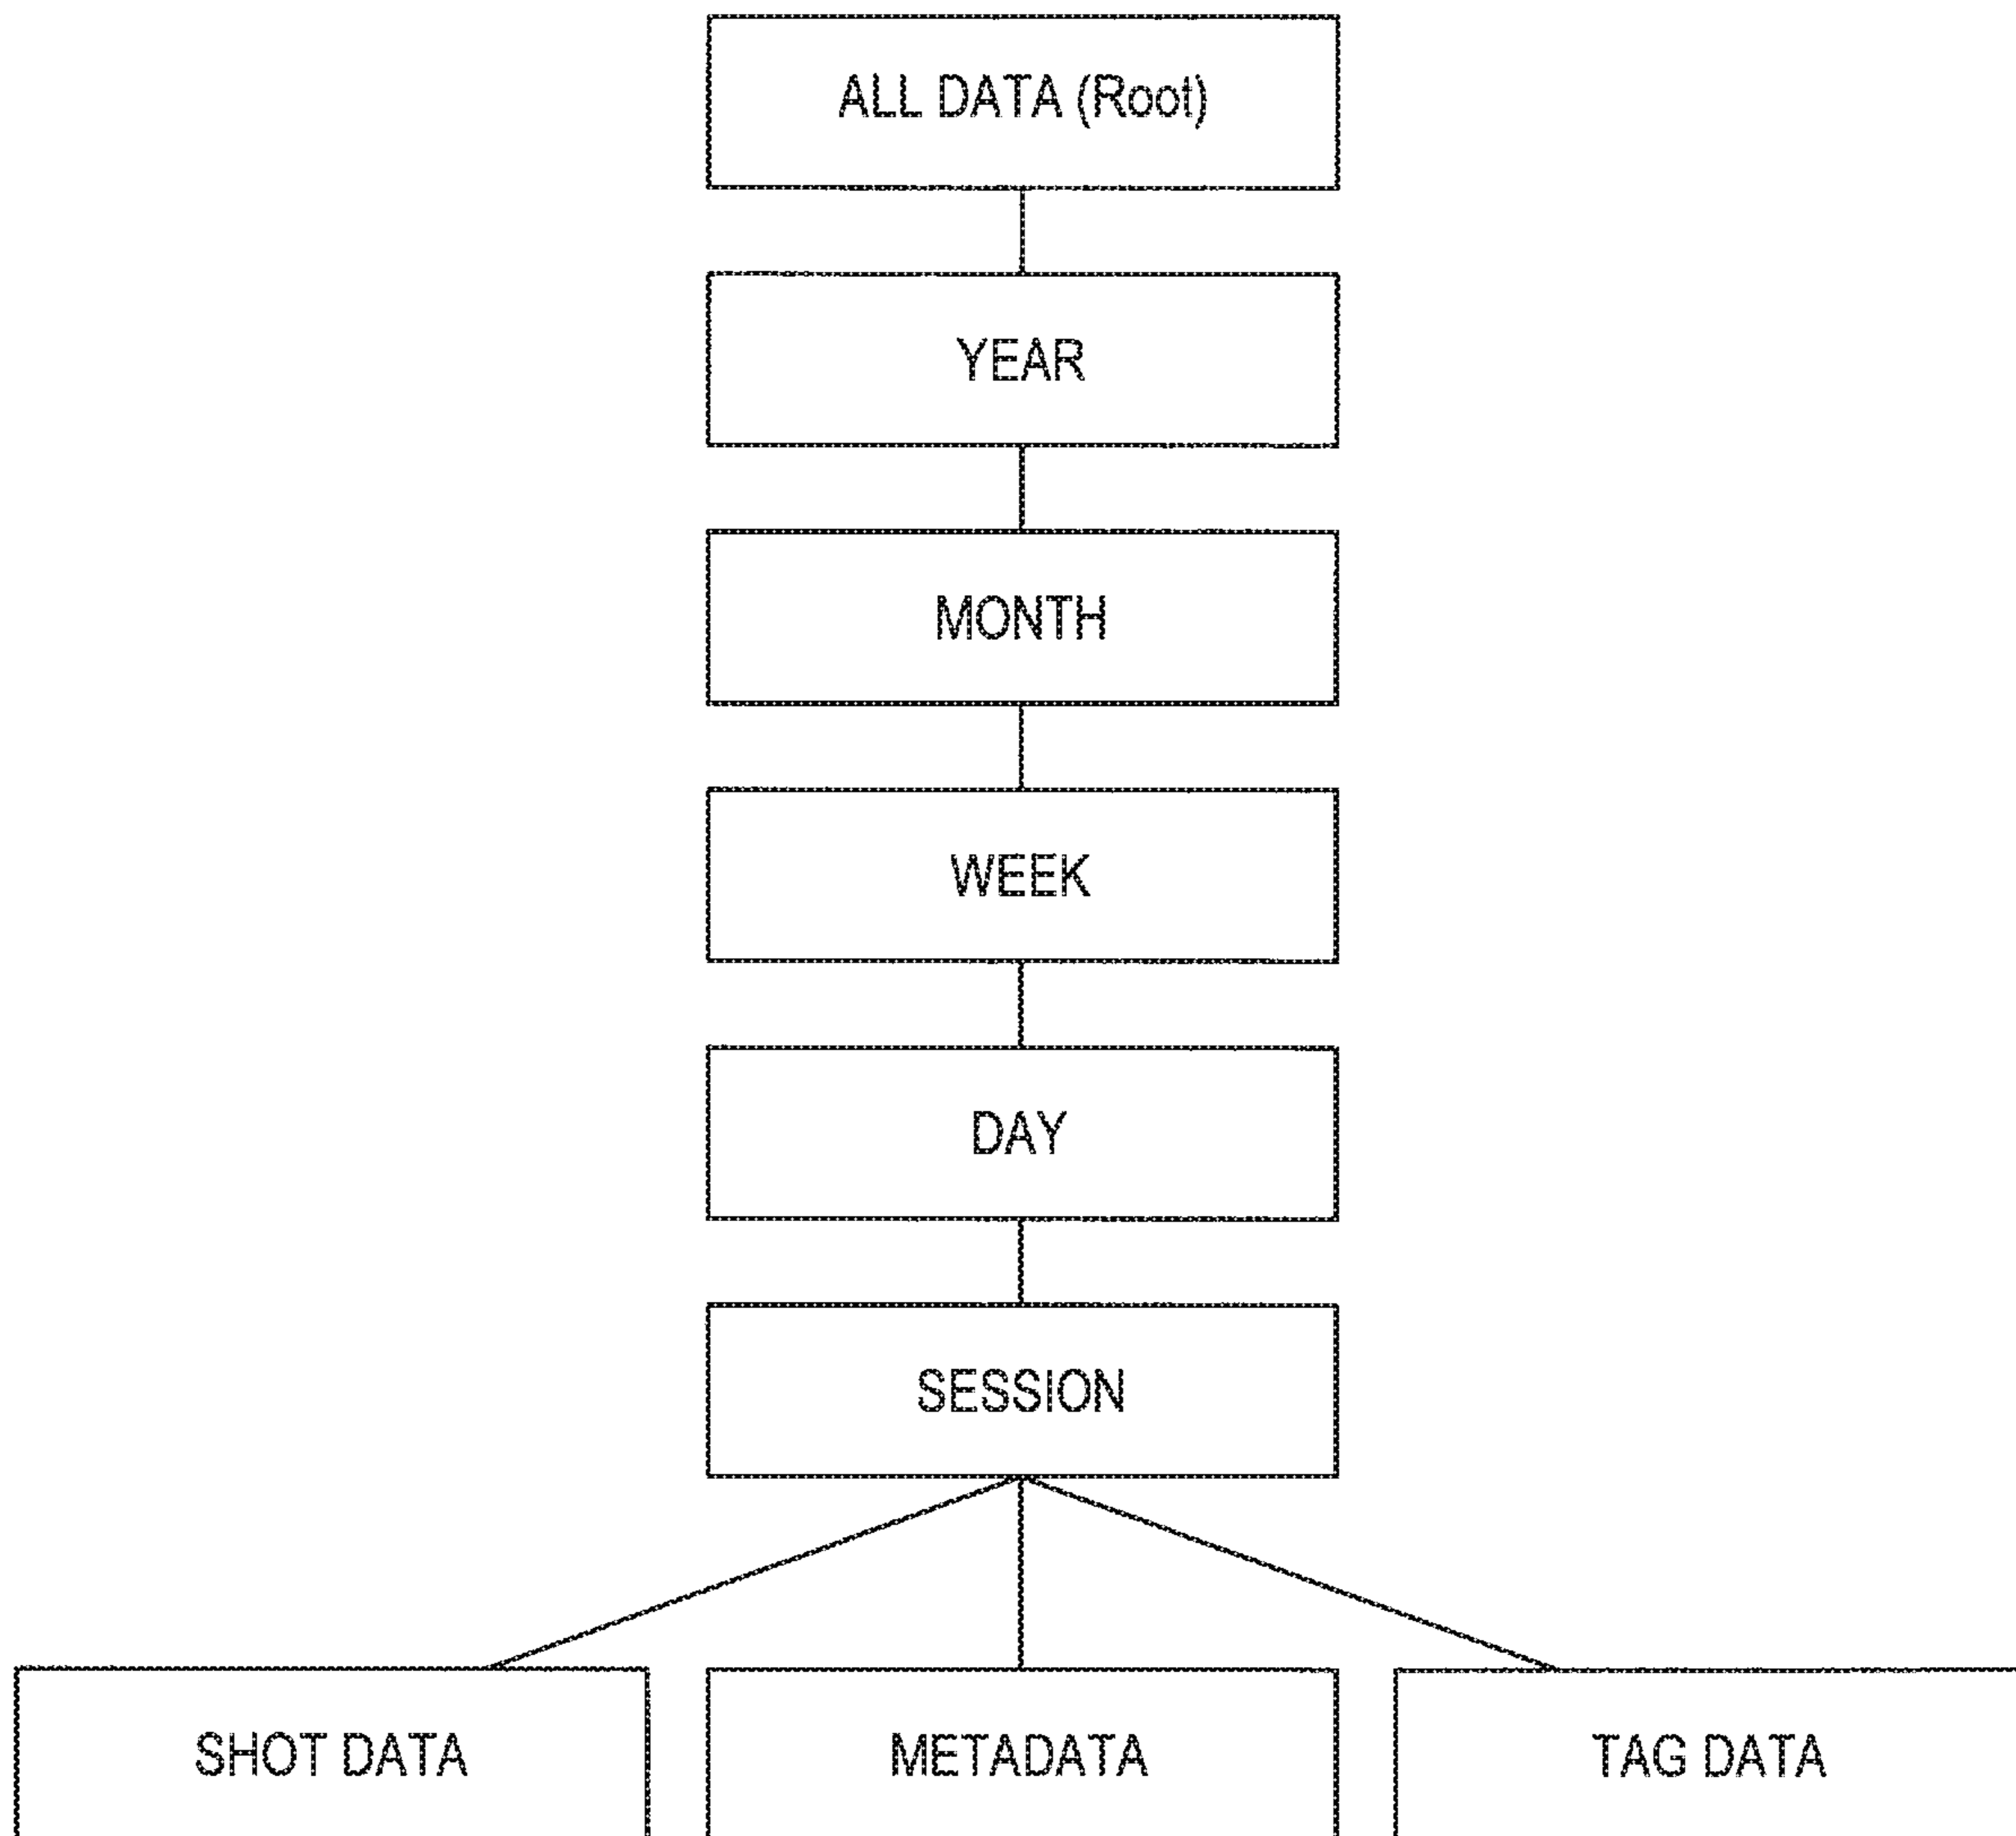 ALL DATA (Root)
YEAR
MONTH
WEEK
DAY
SESSION
SHOT DATA
METADATA
TAG DATA